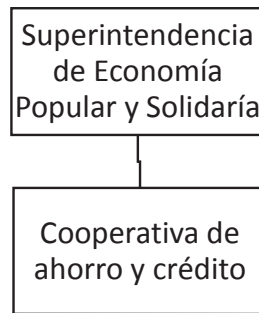 Superintendencia
de Economía
Popular y Solidaría
Cooperativa de
ahorro y crédito